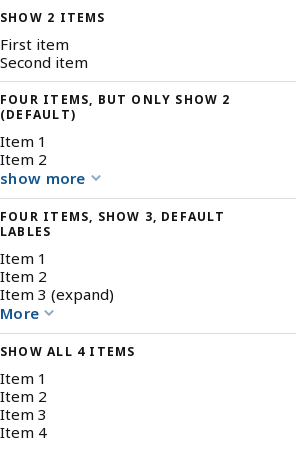 SHOW 2 ITEMS
First item
Second item
FOUR ITEMS, BUT ONLY SHOW 2
(DEFAULT)
Item 1
Item 2
show more
FOUR ITEMS, SHOW 3, DEFAULT
LABLES
Item 1
Item 2
Item 3 (expand)
More
SHOW ALL 4 ITEMS
Item 1
Item 2
Item 3
Item 4